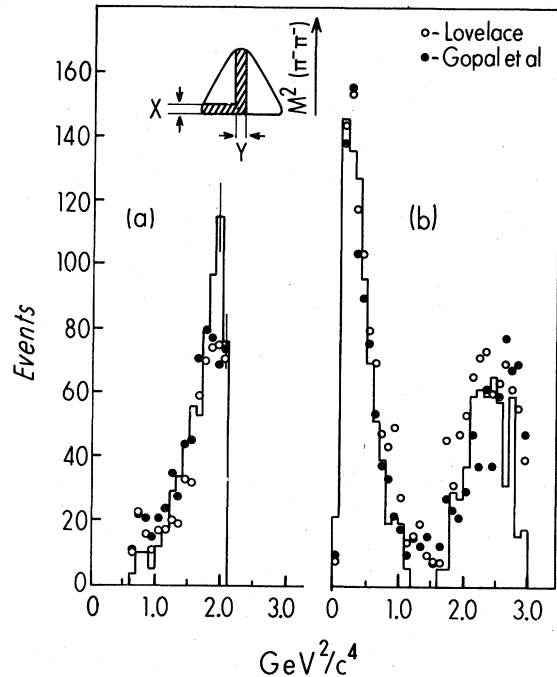 160
140
120
100
80
60
40
20
0
Events
X
Y
M² (π⁻π⁻)
o - Lovelace
• - Gopal et al
(a)
(b)
0 1.0 2.0 3.0
0 1.0 2.0 3.0
GeV²/c⁴